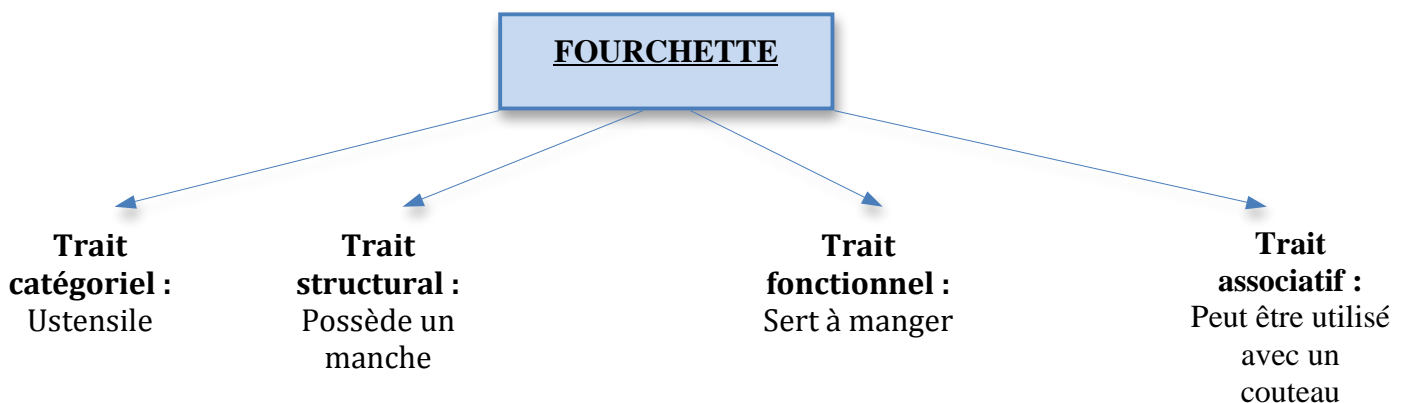 FOURCHETTE
Trait
catégoriel :
Ustensile
Trait
structural :
Possède un
manche
Trait
fonctionnel :
Sert à manger
Trait
associatif :
Peut être utilisé
avec un
couteau